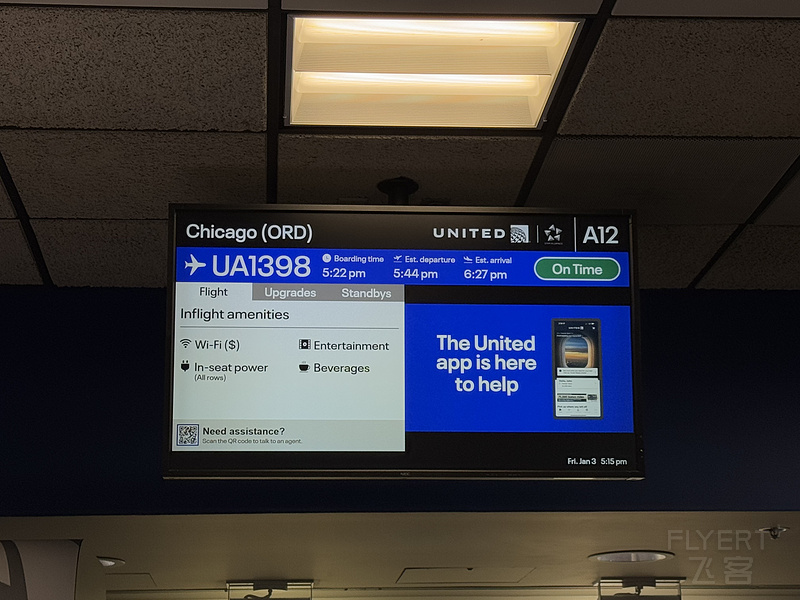 Chicago (ORD)
UNITED
A12
UA1398
Boarding time
5:22 pm
Est. departure
5:44 pm
Est. arrival
6:27 pm
On Time
Flight
Upgrades
Standbys
Inflight amenities
Wi-Fi ($)
Entertainment
In-seat power
(All rows)
Beverages
The United
app is here
to help
Need assistance?
Scan the QR code to talk to an agent.
Fri. Jan 3 5:15 pm
NEC
FLYERT
飞客